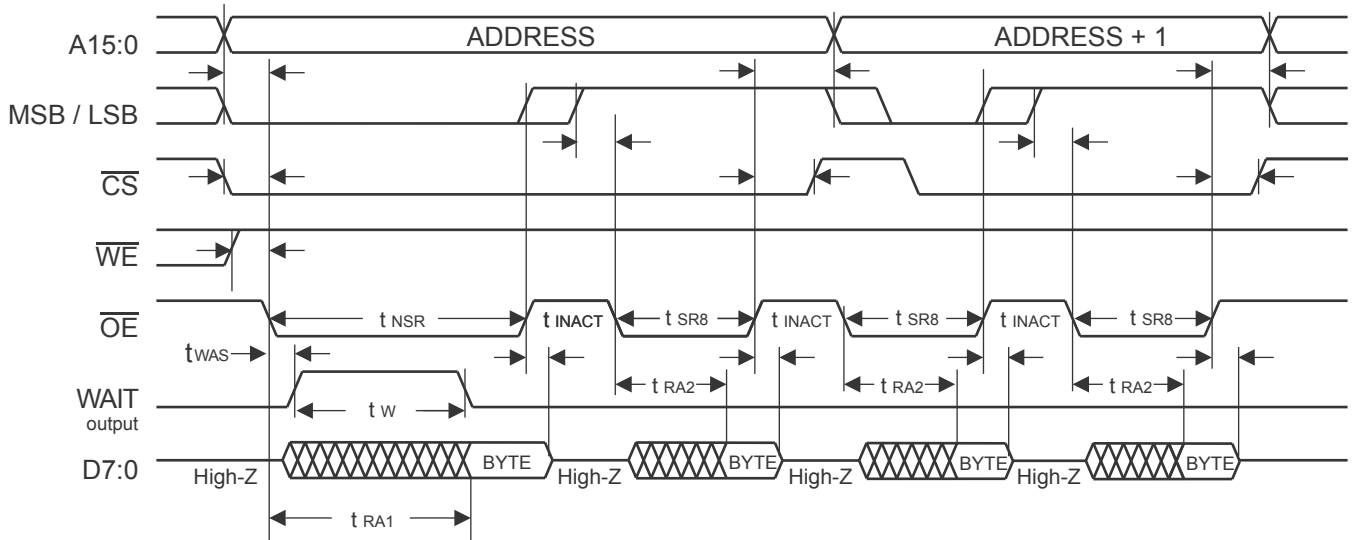 A15:0 ADDRESS ADDRESS + 1
MSB / LSB
CS
WE
OE t NSR t INACT t SR8 t INACT t SR8 t INACT t SR8
t WAS
t RA2 t RA2 t RA2
WAIT
output
t W
D7:0 BYTE BYTE BYTE BYTE
High-Z High-Z High-Z High-Z
t RA1